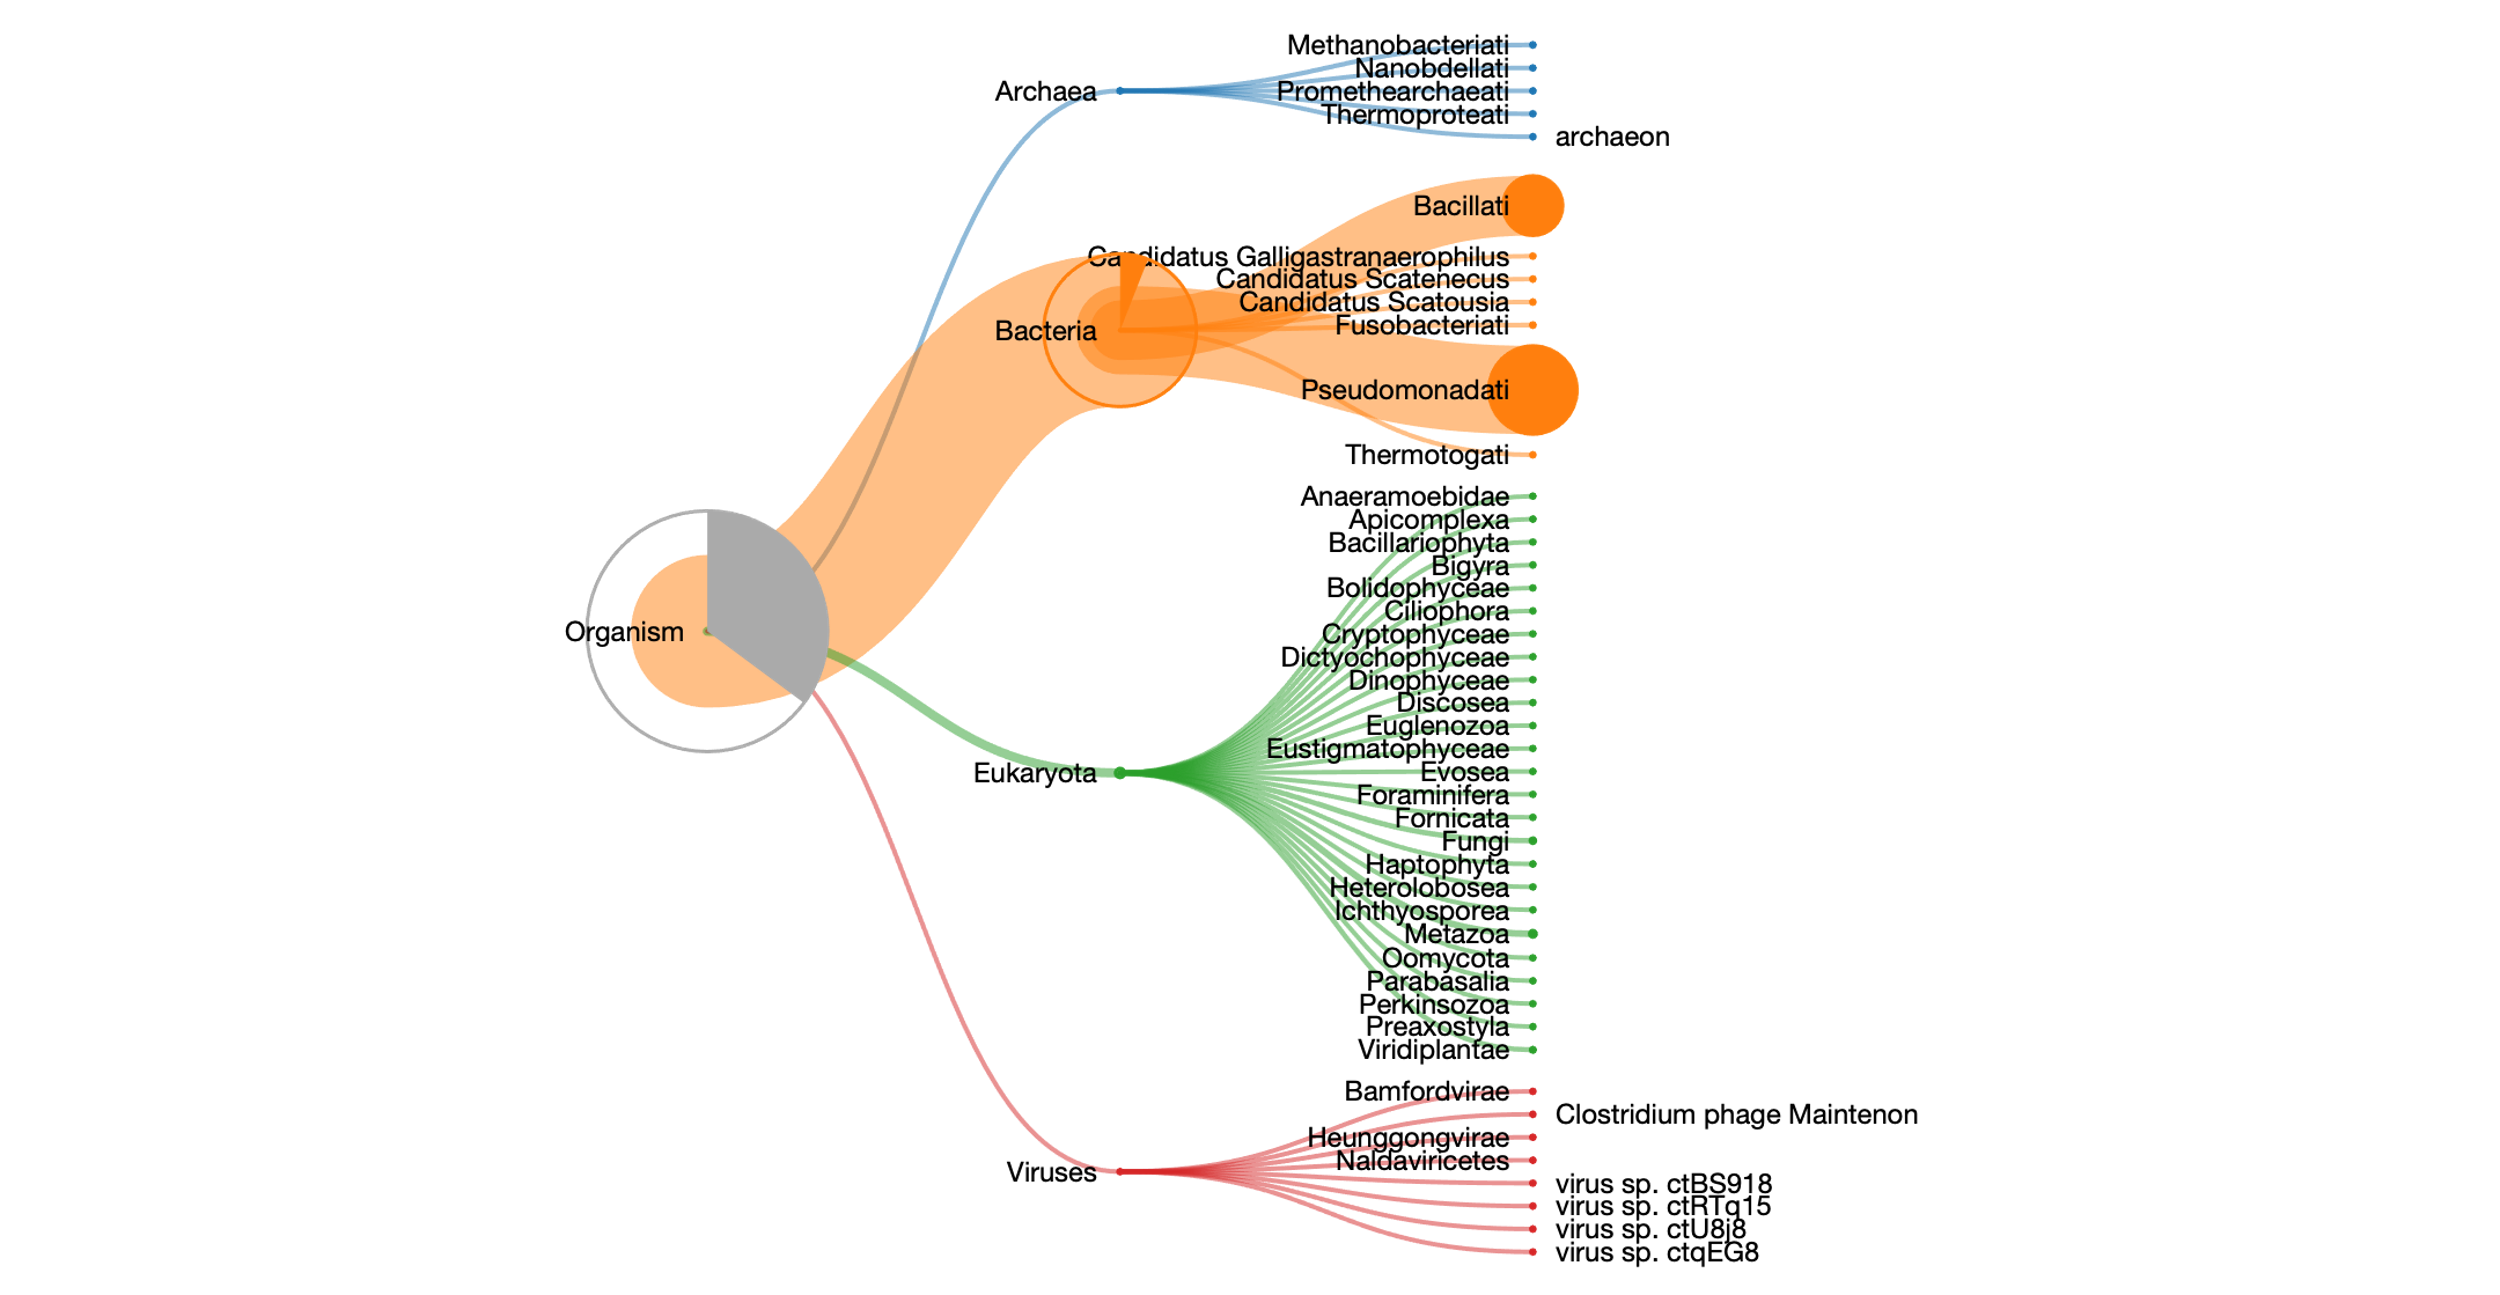 Methanobacteriati
Nanobdellati
Archaea
Promethearchaeati
Thermoproteati
archaeon
Bacillati
Candidatus Galligastranaerophilus
Candidatus Scatenecus
Candidatus Scatousia
Fusobacteriati
Bacteria
Pseudomonadati
Thermotogati
Anaeramoebidae
Apicomplexa
Bacillariophyta
Bigyra
Bolidophyceae
Ciliophora
Organism
Cryptophyceae
Dictyochophyceae
Dinophyceae
Discosea
Euglenozoa
Eustigmatophyceae
Eukaryota
Evosea
Foraminifera
Fornicata
Fungi
Haptophyta
Heterolobosea
Ichthyosporea
Metazoa
Oomycota
Parabasalia
Perkinsozoa
Preaxostyla
Viridiplantae
Bamfordvirae
Clostridium phage Maintenon
Heunggongvirae
Naldaviricetes
Viruses
virus sp. ctBS918
virus sp. ctRTq15
virus sp. ctU8j8
virus sp. ctqEG8